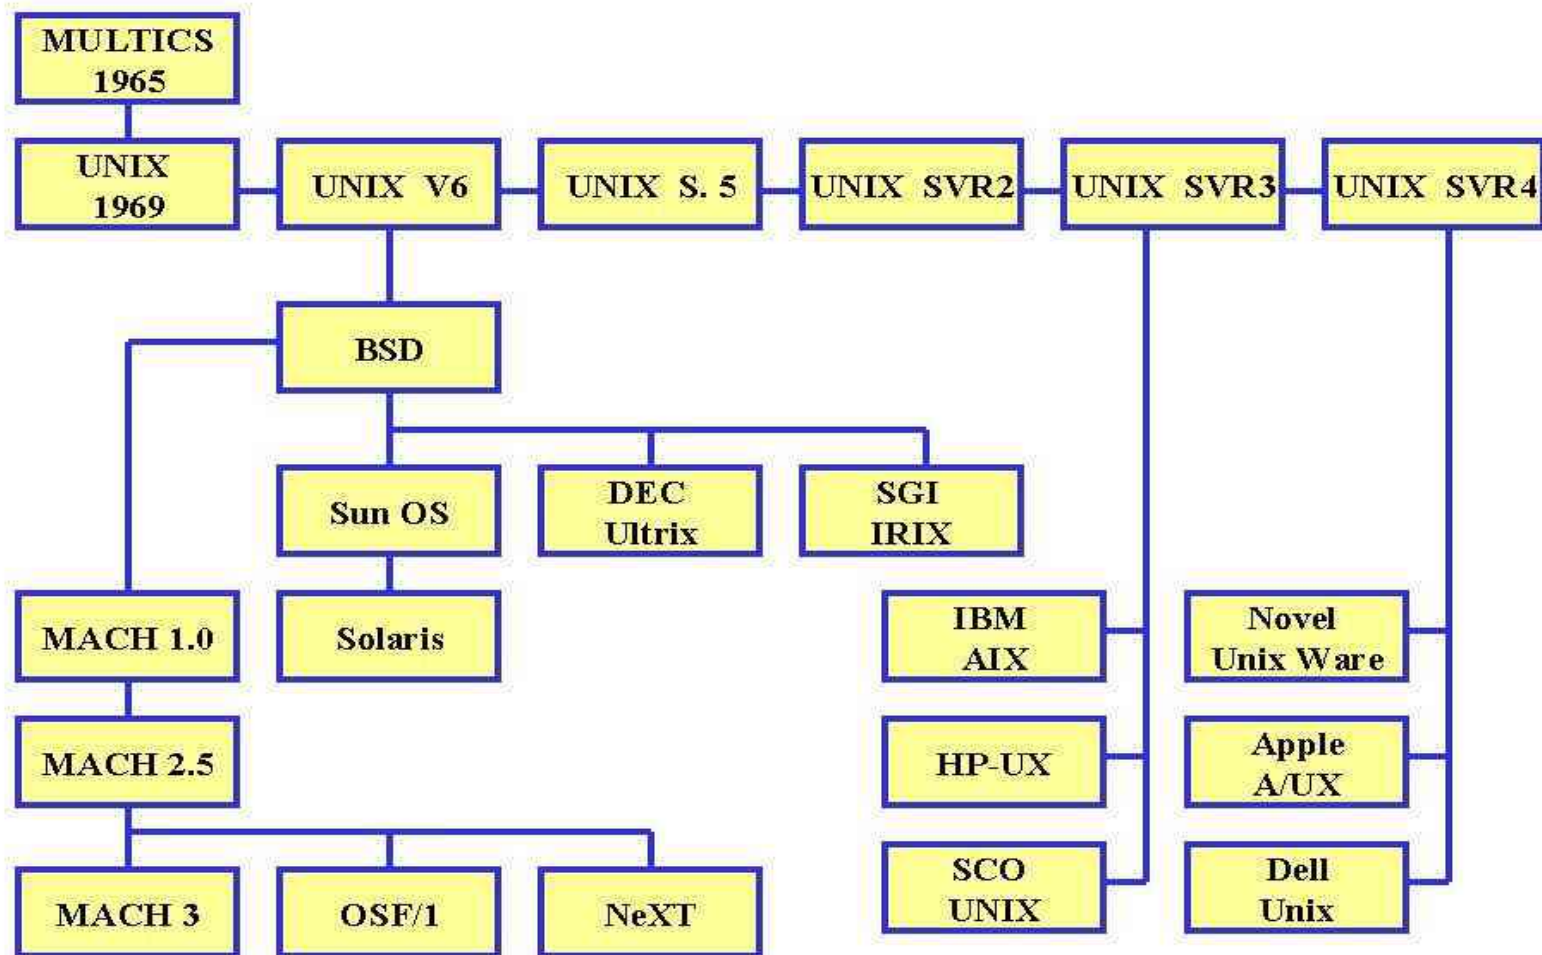 MULTICS
1965
UNIX
1969
UNIX V6
UNIX S. 5
UNIX SVR2
UNIX SVR3
UNIX SVR4
BSD
Sun OS
DEC
Ultrix
SGI
IRIX
MACH 1.0
Solaris
IBM
AIX
Novel
Unix Ware
MACH 2.5
HP-UX
Apple
A/UX
MACH 3
OSF/1
NeXT
SCO
UNIX
Dell
Unix